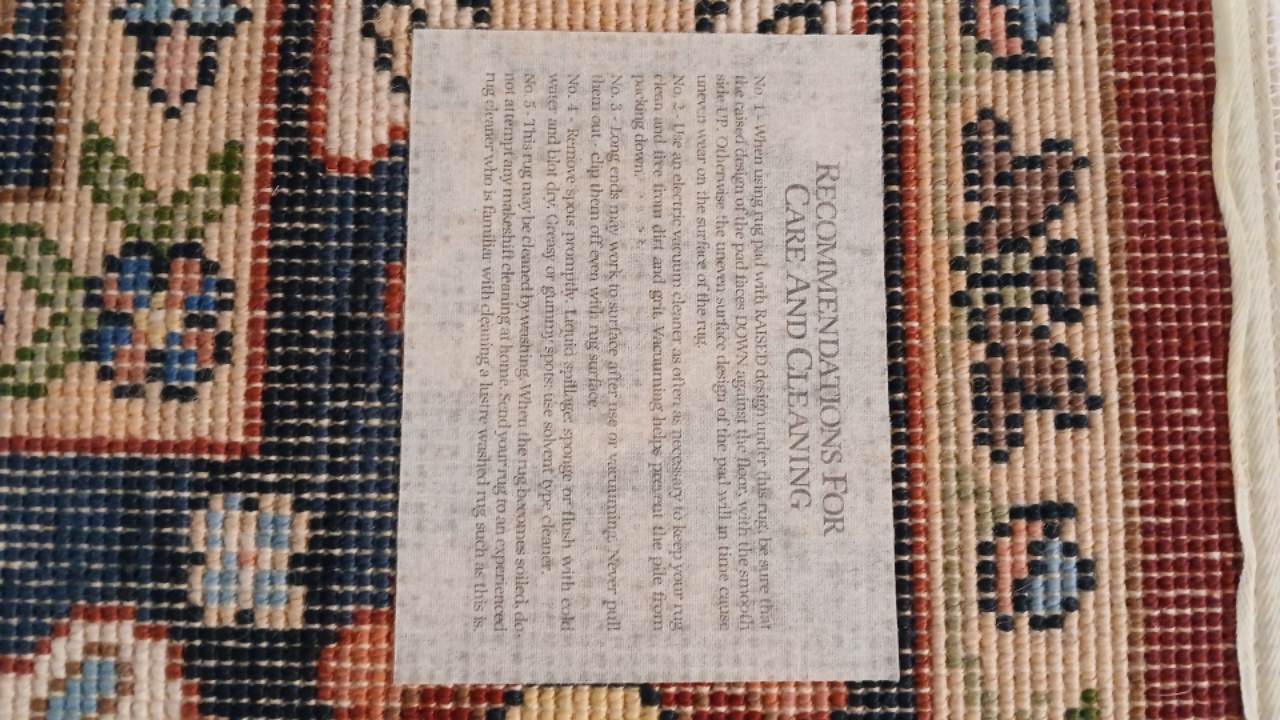 RECOMMENDATIONS FOR
CARE AND CLEANING
No. 1 - When using rug pad with RAISED design under this rug, be sure that
the raised design of the pad faces DOWN against the floor, with the smooth
side UP. Otherwise the uneven surface design of the pad will in time cause
uneven wear on the surface of the rug.
No. 2 - Use an electric vacuum cleaner as often as necessary to keep your rug
clean and free from dirt and grit. Vacuuming helps prevent the pile from
packing down.
No. 3 - Long ends may work to surface after use or vacuuming. Never pull
them out - clip them off even with rug surface.
No. 4 - Remove spots promptly. Liquid spillage: sponge or flush with cold
water and blot dry. Greasy or gummy spots: use solvent type cleaner.
No. 5 - This rug may be cleaned by washing. When the rug becomes soiled, do
not attempt any makeshift cleaning at home. Send your rug to an experienced
rug cleaner who is familiar with cleaning a lustre washed rug such as this is.